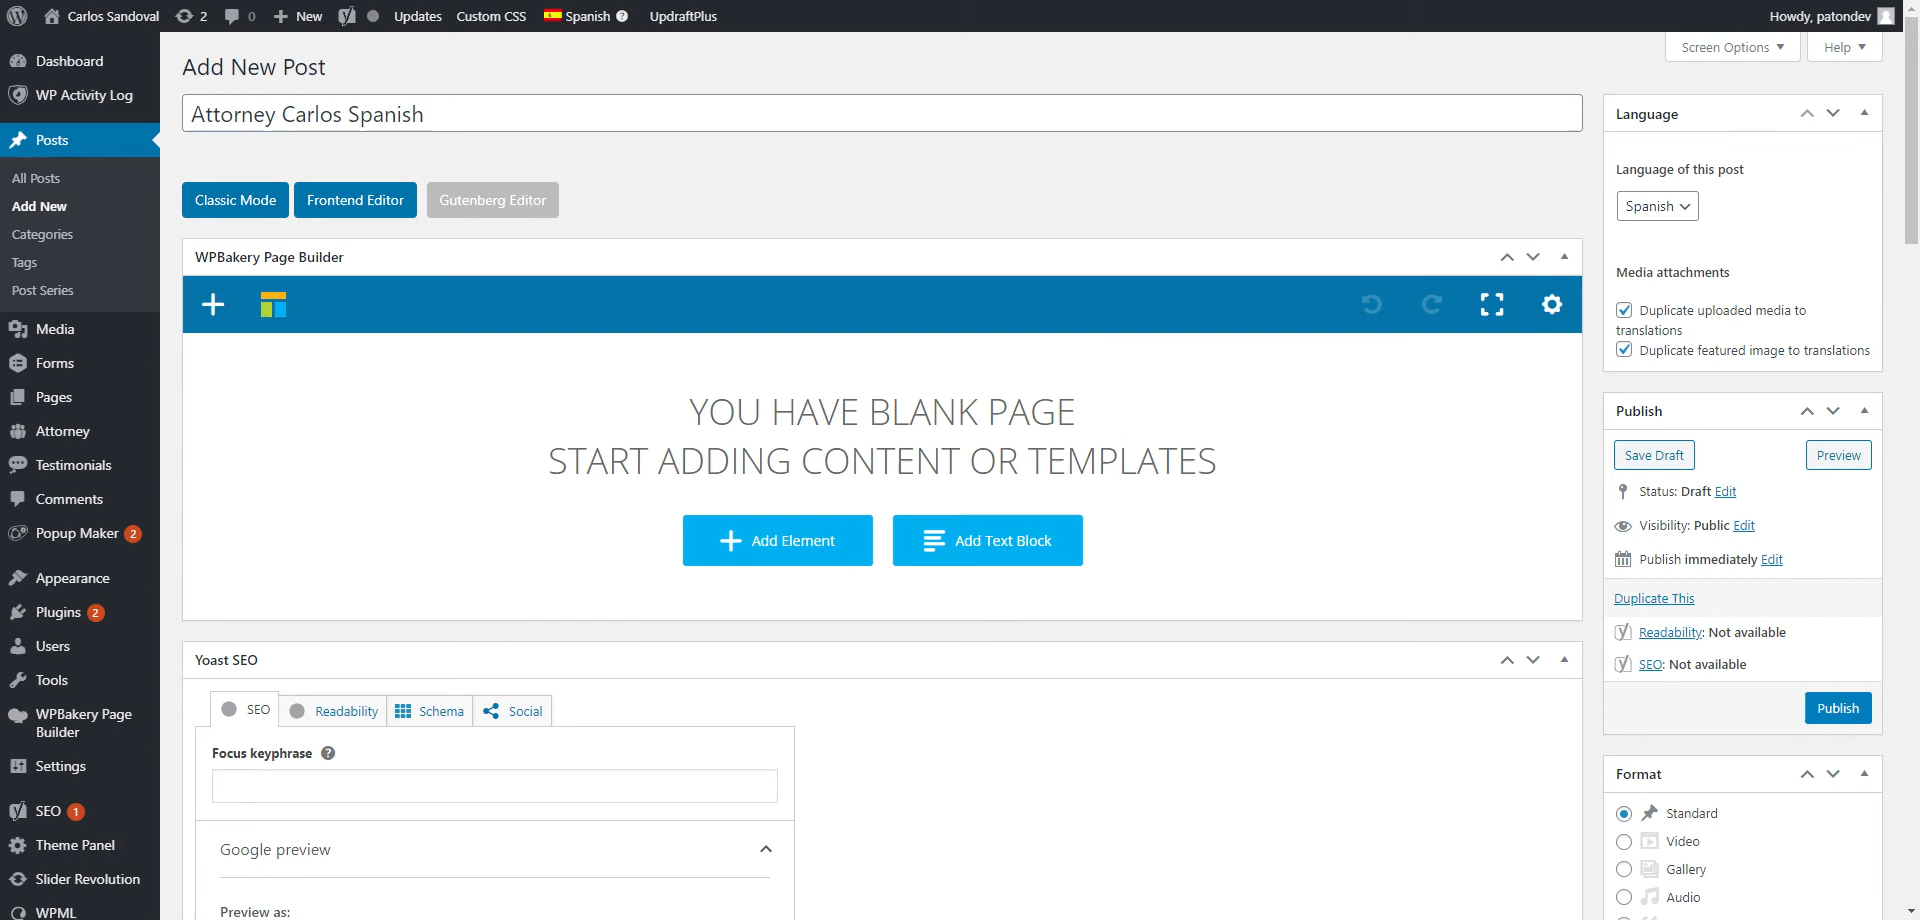 Carlos Sandoval 2 0 New Updates Custom CSS Spanish ? UpdraftPlus Howdy, patondev
Dashboard
WP Activity Log
Posts
All Posts
Add New
Categories
Tags
Post Series
Media
Forms
Pages
Attorney
Testimonials
Comments
Popup Maker 2
Appearance
Plugins 2
Users
Tools
WPBakery Page
Builder
Settings
SEO 1
Theme Panel
Slider Revolution
WPML
Screen Options Help
Add New Post
Attorney Carlos Spanish
Classic Mode Frontend Editor Gutenberg Editor
WPBakery Page Builder
YOU HAVE BLANK PAGE
START ADDING CONTENT OR TEMPLATES
Add Element Add Text Block
Yoast SEO
SEO Readability Schema Social
Focus keyphrase ?
Google preview
Preview as:
Language
Language of this post
Spanish
Media attachments
Duplicate uploaded media to
translations
Duplicate featured image to translations
Publish
Save Draft Preview
Status: Draft Edit
Visibility: Public Edit
Publish immediately Edit
Duplicate This
Readability: Not available
SEO: Not available
Publish
Format
Standard
Video
Gallery
Audio